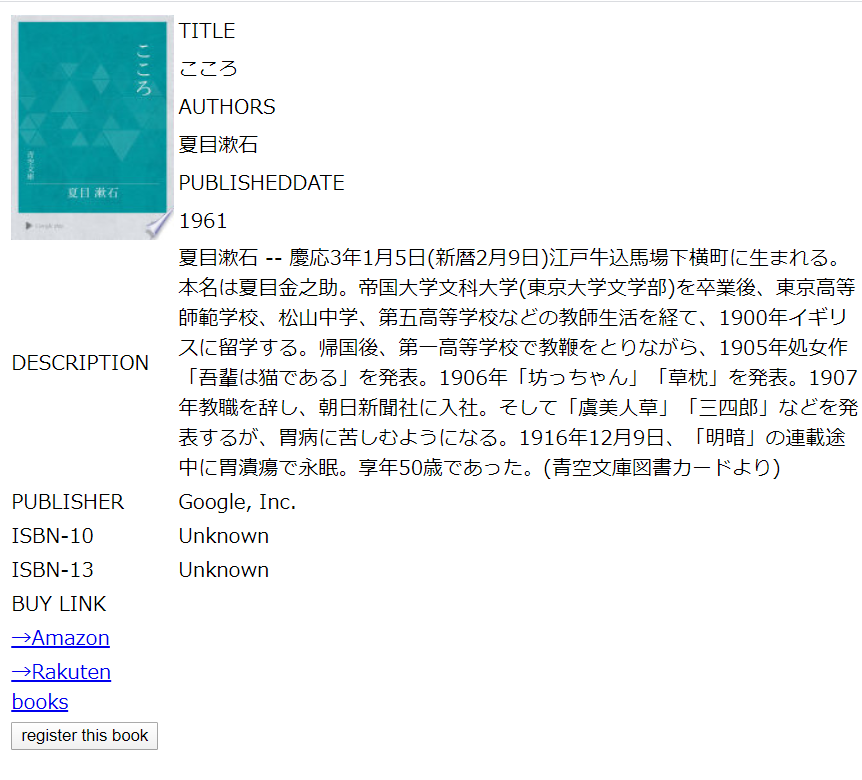 こころ
青空文庫
夏目 漱石
TITLE
こころ
AUTHORS
夏目漱石
PUBLISHEDDATE
1961
DESCRIPTION
夏目漱石 -- 慶応3年1月5日(新暦2月9日)江戸牛込馬場下横町に生まれる。
本名は夏目金之助。帝国大学文科大学(東京大学文学部)を卒業後、東京高等
師範学校、松山中学、第五高等学校などの教師生活を経て、1900年イギリ
スに留学する。帰国後、第一高等学校で教鞭をとりながら、1905年処女作
「吾輩は猫である」を発表。1906年「坊っちゃん」「草枕」を発表。1907
年教職を辞し、朝日新聞社に入社。そして「虞美人草」「三四郎」などを発
表するが、胃病に苦しむようになる。1916年12月9日、「明暗」の連載途
中に胃潰瘍で永眠。享年50歳であった。(青空文庫図書カードより)
PUBLISHER
Google, Inc.
ISBN-10
Unknown
ISBN-13
Unknown
BUY LINK
→Amazon
→Rakuten
books
register this book